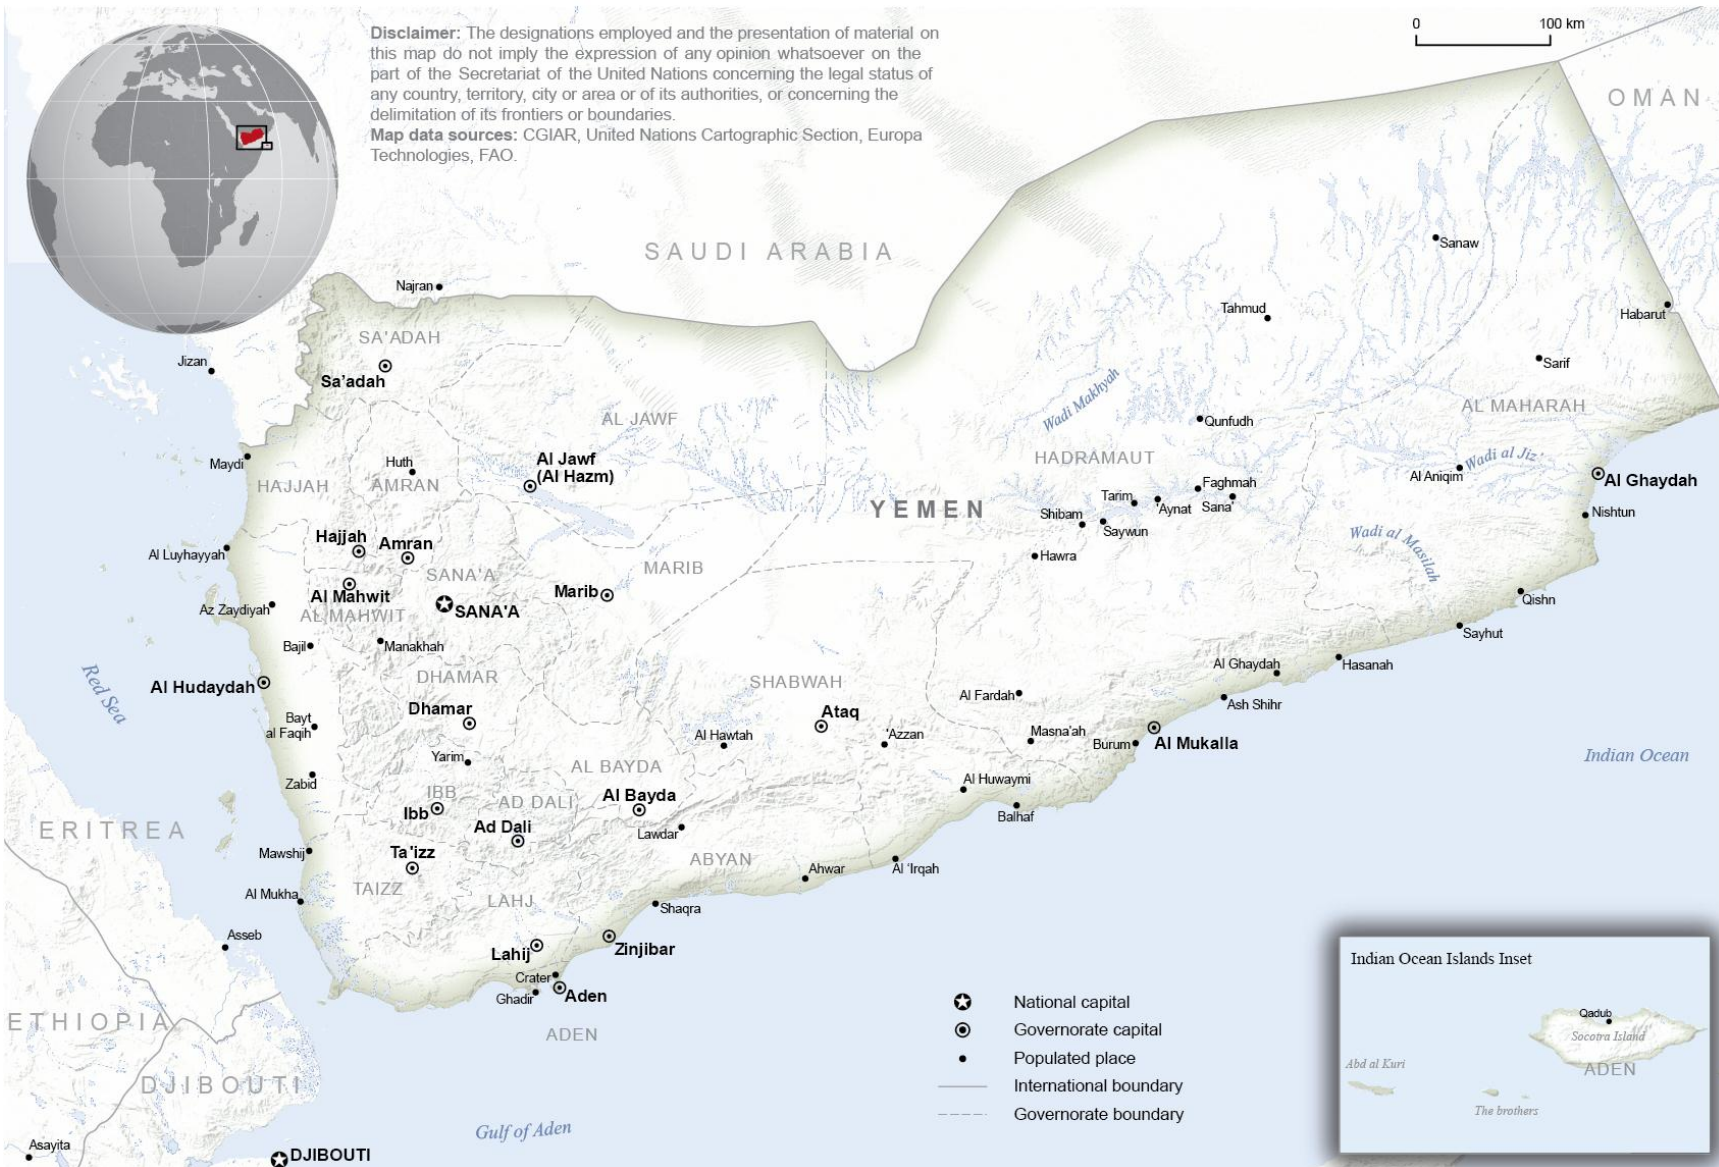 Disclaimer: The designations employed and the presentation of material on
this map do not imply the expression of any opinion whatsoever on the
part of the Secretariat of the United Nations concerning the legal status of
any country, territory, city or area or of its authorities, or concerning the
delimitation of its frontiers or boundaries.
Map data sources: CGIAR, United Nations Cartographic Section, Europa
Technologies, FAO.
0 100 km
OMAN
SAUDI ARABIA
Sanaw
Najran
Tahmud
Habarut
SA'ADAH
Jizan
Sarif
Sa'adah
Wadi Makhyah
AL MAHARAH
AL JAWF
Qunfudh
Maydi
Huth
Al Jawf
(Al Hazm)
HADRAMAUT
Wadi al Jiz'
Al Aniqim
Al Ghaydah
HAJJAH
AMRAN
Faghmah
Tarim
'Aynat
Sana'
YEMEN
Shibam
Saywun
Nishtun
Hajjah
Amran
Wadi al Masilah
Al Luyhayyah
Hawra
SANA'A
MARIB
Al Mahwit
Marib
Az Zaydiyah
AL MAHWIT
SANA'A
Qishn
Sayhut
Bajil
Manakhah
Red Sea
DHAMAR
SHABWAH
Al Ghaydah
Hasanah
Al Hudaydah
Al Fardah
Ash Shihr
Dhamar
Ataq
Bayt
al Faqih
Al Hawtah
'Azzan
Masna'ah
Burum
Al Mukalla
Yarim
Indian Ocean
Zabid
AL BAYDA
Al Huwaymi
IBB
AD DALI
Al Bayda
Ibb
Balhaf
ERITREA
Ad Dali
Lawdar
Mawshij
Ta'izz
ABYAN
Ahwar
Al 'Irqah
TAIZZ
Al Mukha
LAHJ
Shaqra
Asseb
Lahij
Zinjibar
Crater
Ghadir
Aden
ETHIOPIA
ADEN
DJIBOUTI
Gulf of Aden
Asayita
DJIBOUTI
National capital
Governorate capital
Populated place
International boundary
Governorate boundary
Indian Ocean Islands Inset
Qadub
Socotra Island
Abd al Kuri
ADEN
The brothers